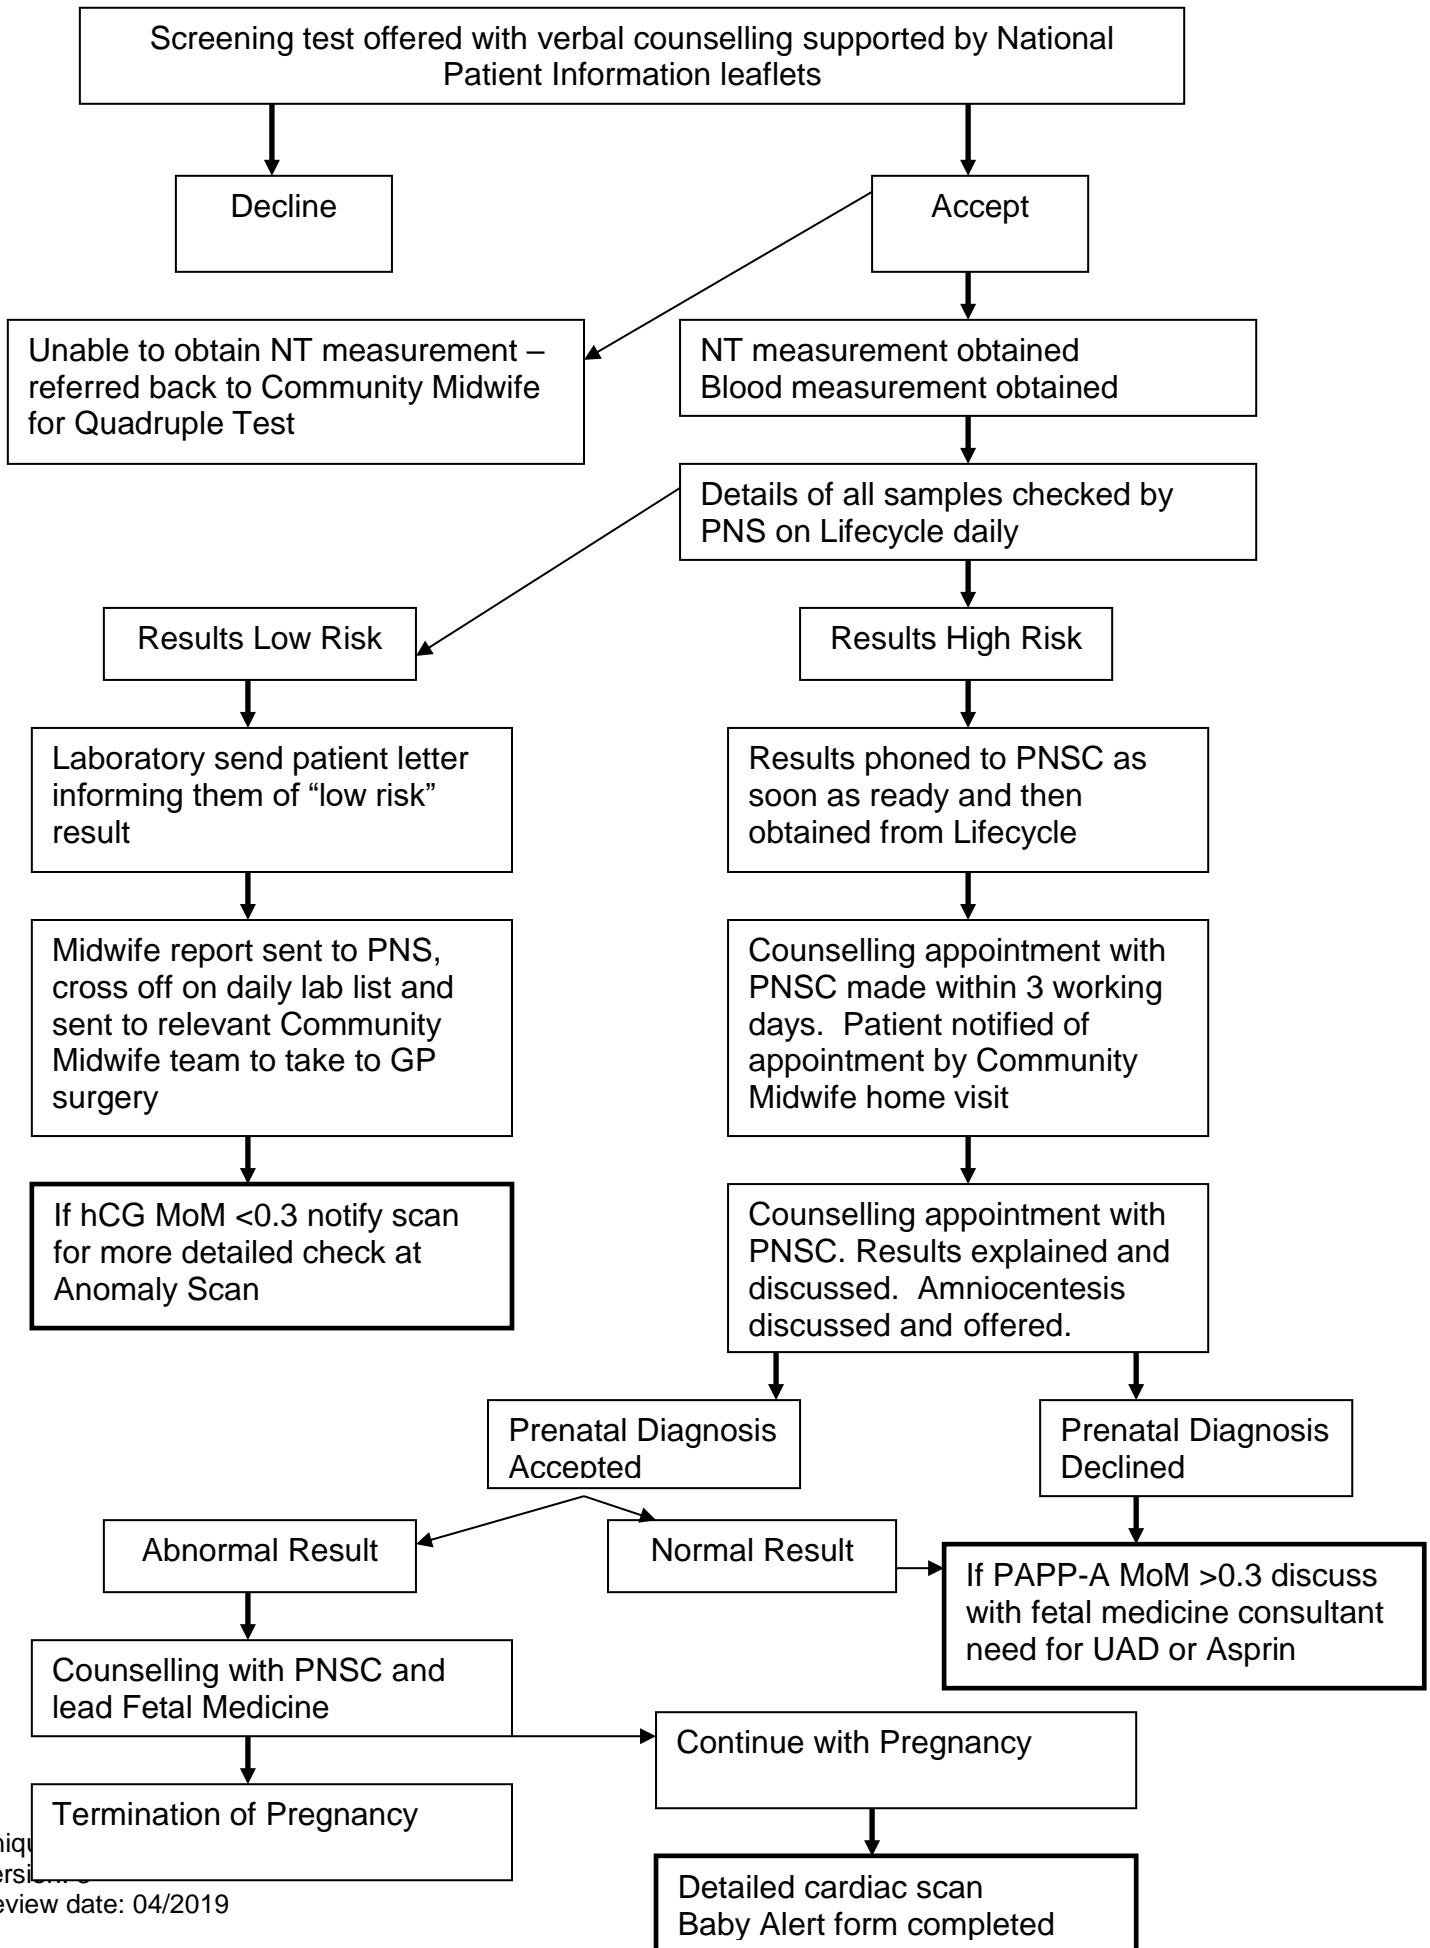 Screening test offered with verbal counselling supported by National
Patient Information leaflets
Decline
Accept
Unable to obtain NT measurement –
referred back to Community Midwife
for Quadruple Test
NT measurement obtained
Blood measurement obtained
Details of all samples checked by
PNS on Lifecycle daily
Results Low Risk
Results High Risk
Laboratory send patient letter
informing them of “low risk”
result
Results phoned to PNSC as
soon as ready and then
obtained from Lifecycle
Midwife report sent to PNS,
cross off on daily lab list and
sent to relevant Community
Midwife team to take to GP
surgery
Counselling appointment with
PNSC made within 3 working
days.  Patient notified of
appointment by Community
Midwife home visit
If hCG MoM <0.3 notify scan
for more detailed check at
Anomaly Scan
Counselling appointment with
PNSC. Results explained and
discussed.  Amniocentesis
discussed and offered.
Prenatal Diagnosis
Accepted
Prenatal Diagnosis
Declined
Abnormal Result
Normal Result
If PAPP-A MoM >0.3 discuss
with fetal medicine consultant
need for UAD or Asprin
Counselling with PNSC and
lead Fetal Medicine
Continue with Pregnancy
Termination of Pregnancy
Detailed cardiac scan
Baby Alert form completed
eview date: 04/2019